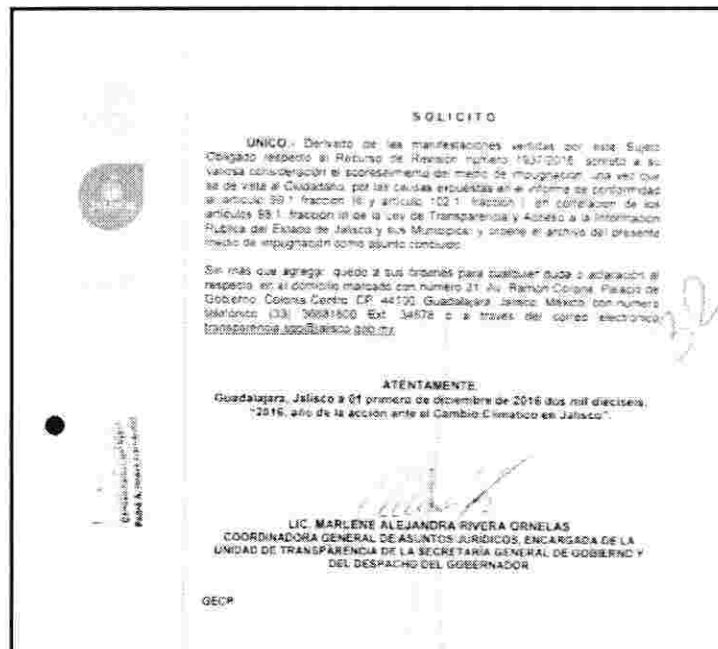 SOLICITO
ÚNICO.- Derivado de las manifestaciones vertidas por este Sujeto
Obligado respecto al Recurso de Revisión número 1937/2016, someto a su
valiosa consideración el sobreseimiento del medio de impugnación, una vez que
se de vista al Ciudadano, por las causas expuestas en el informe de conformidad
al artículo 99.1 fracción III y artículo 102.1 fracción I, en correlación de los
artículos 98.1 fracción III de la Ley de Transparencia y Acceso a la Información
Pública del Estado de Jalisco y sus Municipios; y ordene el archivo del presente
medio de impugnación como asunto concluido.
Sin más que agregar, quedo a sus órdenes para cualquier duda o aclaración al
respecto, en el domicilio marcado con número 31, Av. Ramón Corona, Palacio de
Gobierno, Colonia Centro, CP. 44100, Guadalajara, Jalisco, México, con número
telefónico (33) 36681800 Ext. 34678 o a través del correo electrónico
ATENTAMENTE.
Guadalajara, Jalisco a 01 primero de diciembre de 2016 dos mil dieciséis.
"2016, año de la acción ante el Cambio Climático en Jalisco".
LIC. MARLENE ALEJANDRA RIVERA ORNELAS
COORDINADORA GENERAL DE ASUNTOS JURÍDICOS, ENCARGADA DE LA
UNIDAD DE TRANSPARENCIA DE LA SECRETARÍA GENERAL DE GOBIERNO Y
DEL DESPACHO DEL GOBERNADOR
GECR